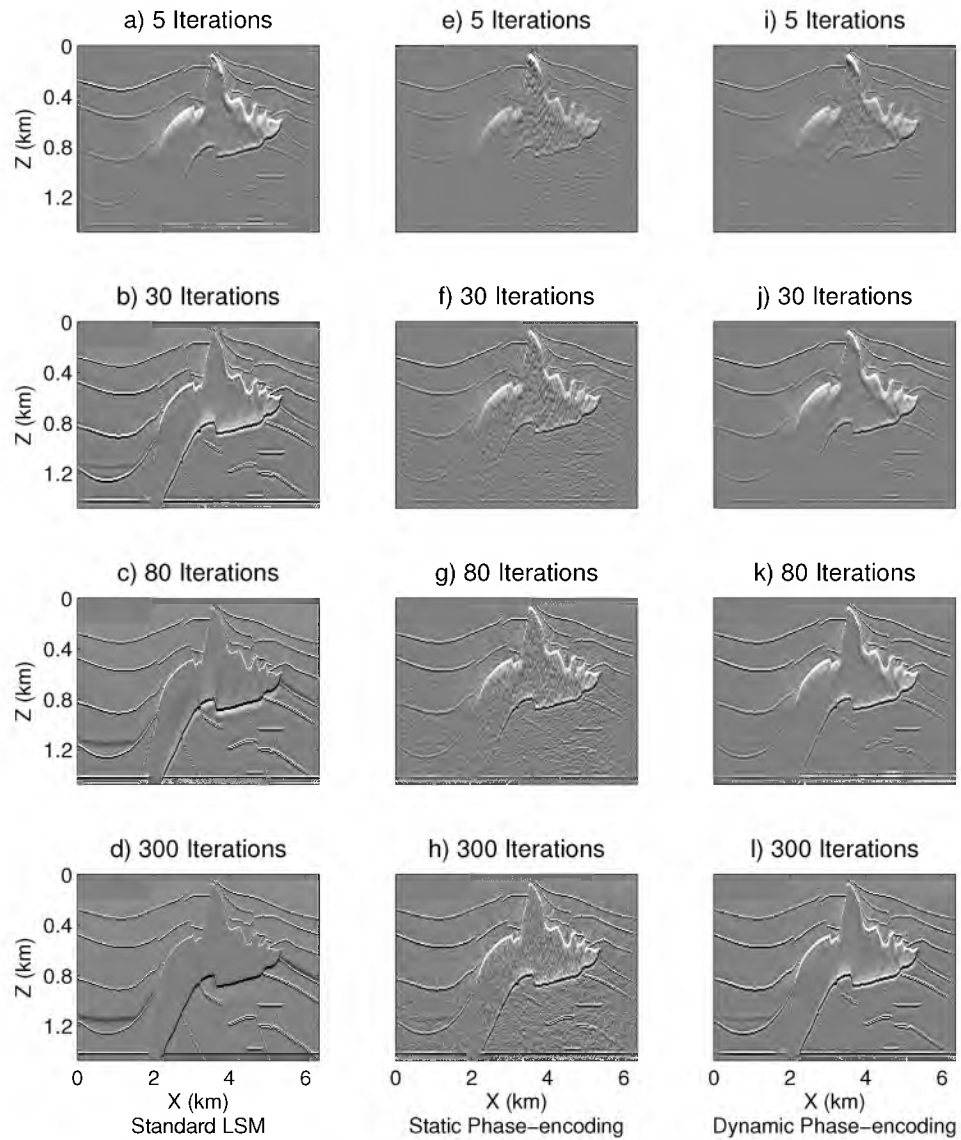 a) 5 Iterations
e) 5 Iterations
i) 5 Iterations
0
0.4
0.8
1.2
Z (km)
b) 30 Iterations
f) 30 Iterations
j) 30 Iterations
0
0.4
0.8
1.2
Z (km)
c) 80 Iterations
g) 80 Iterations
k) 80 Iterations
0
0.4
0.8
1.2
Z (km)
d) 300 Iterations
h) 300 Iterations
l) 300 Iterations
0
0.4
0.8
1.2
Z (km)
0 2 4 6
0 2 4 6
0 2 4 6
X (km)
X (km)
X (km)
Standard LSM
Static Phase−encoding
Dynamic Phase−encoding